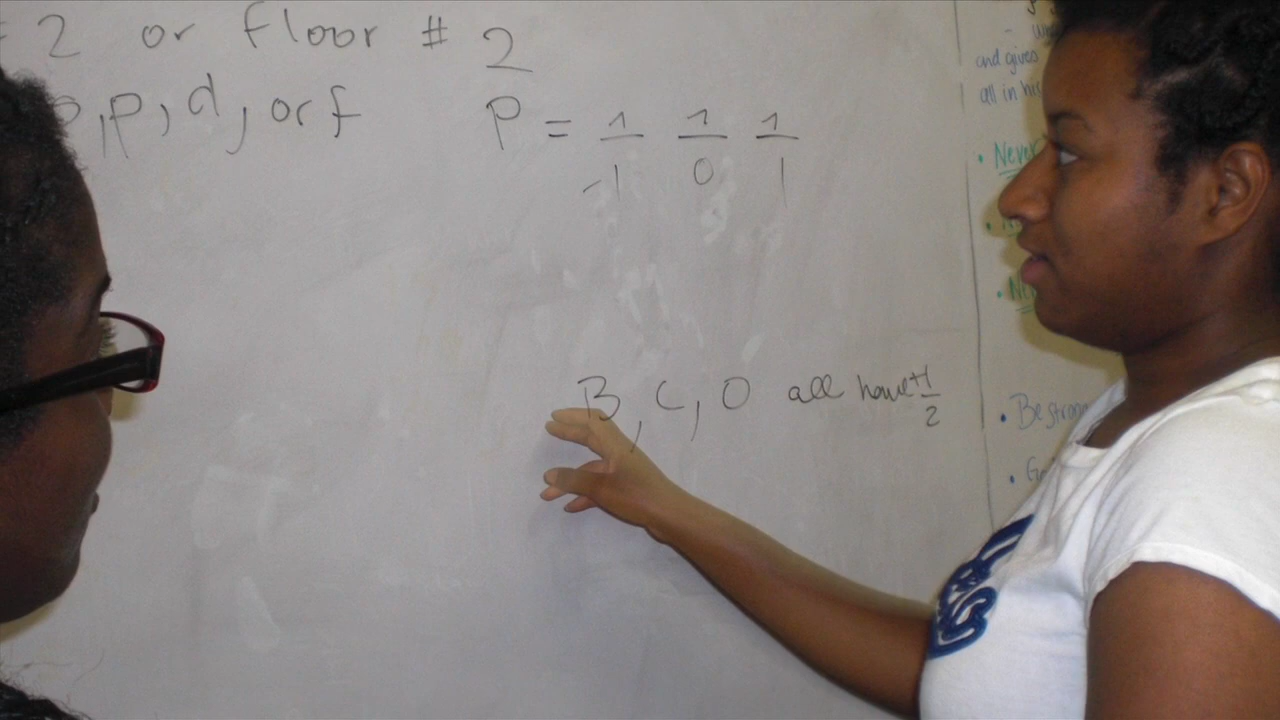 # 2 or floor # 2
p, d, or f
P = 1 1 1
-1 0 1
B, C, O all have +1/2
and gives
all in
• Never
•
•
• Be strong
•